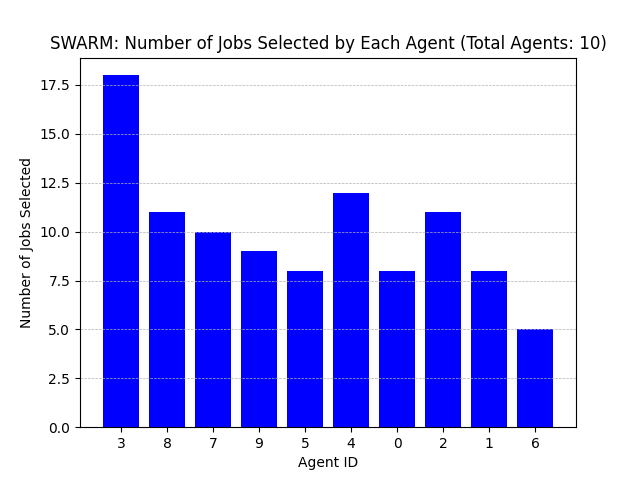 SWARM: Number of Jobs Selected by Each Agent (Total Agents: 10)
17.5
15.0
12.5
10.0
7.5
5.0
2.5
0.0
Number of Jobs Selected
3 8 7 9 5 4 0 2 1 6
Agent ID